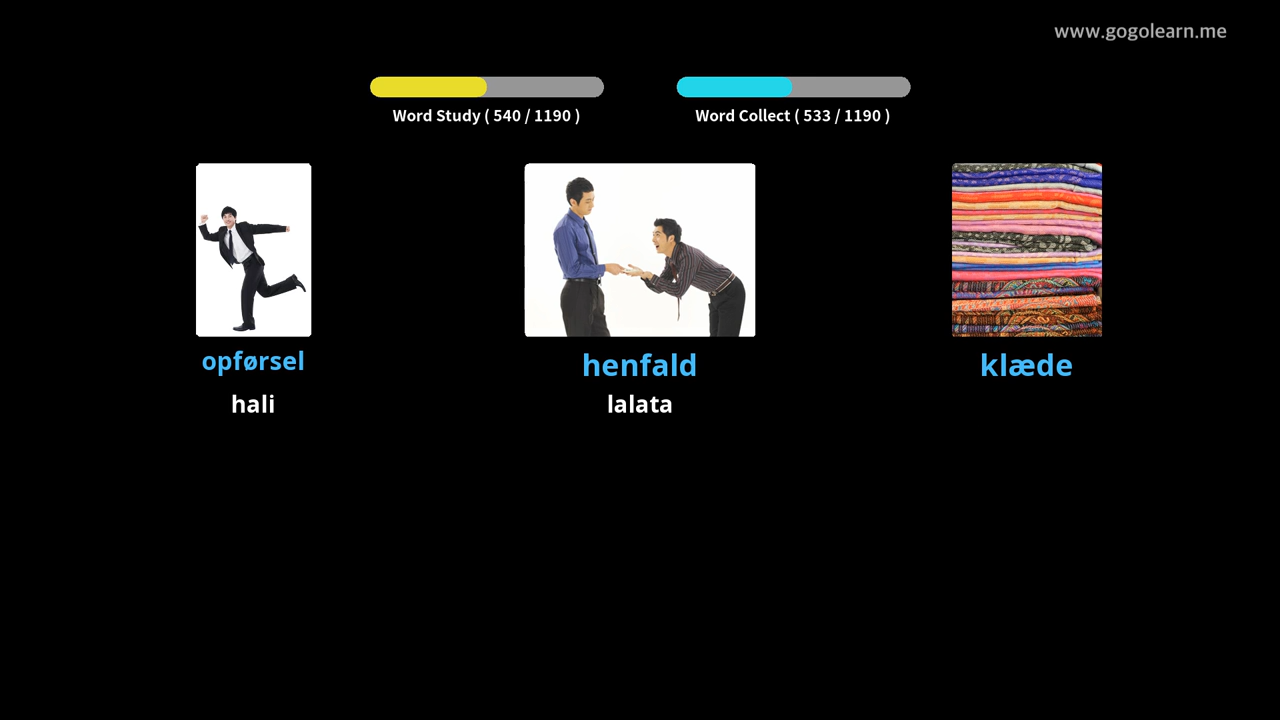 www.gogolearn.me
Word Study ( 540 / 1190 )
Word Collect ( 533 / 1190 )
opførsel
henfald
klæde
hali
lalata